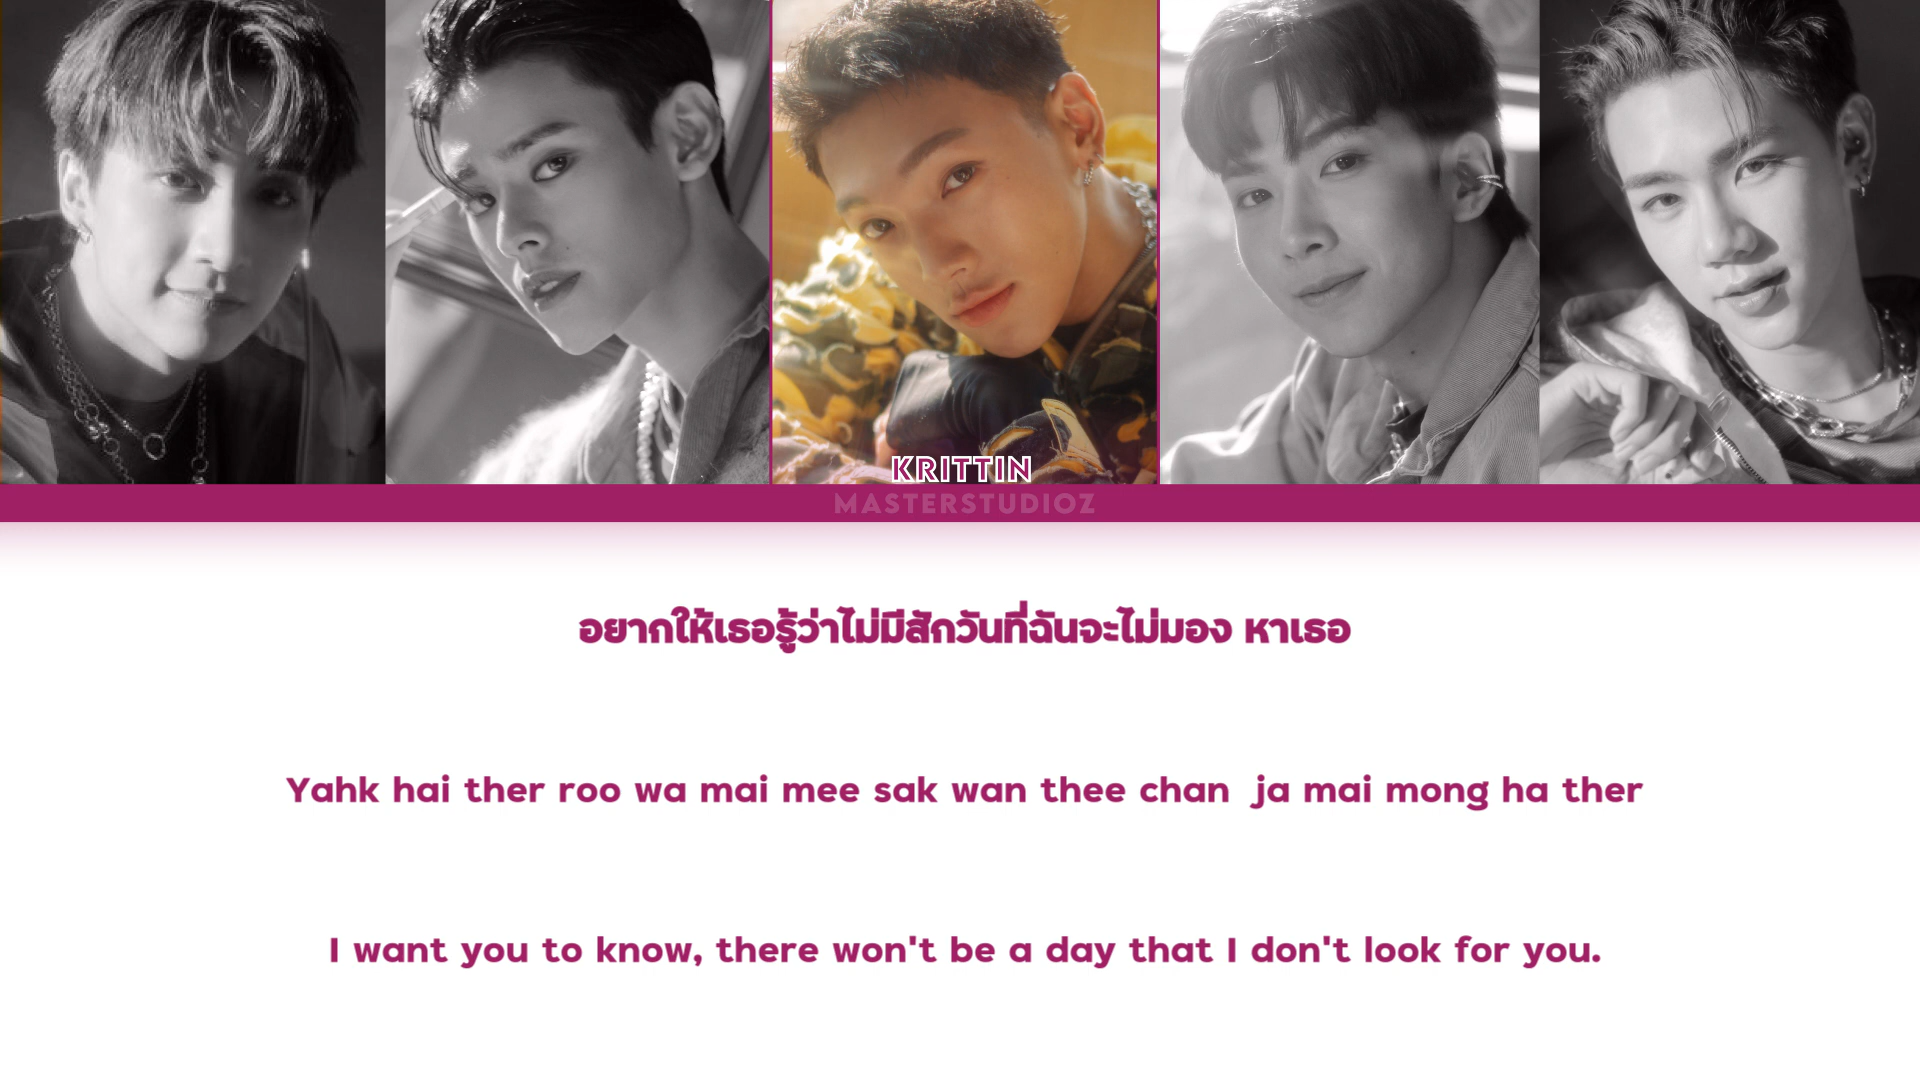 KRITTIN
MASTERSTUDIOZ
อยากให้เธอรู้ว่าไม่มีสักวันที่ฉันจะไม่มอง หาเธอ
Yahk hai ther roo wa mai mee sak wan thee chan ja mai mong ha ther
I want you to know, there won't be a day that I don't look for you.